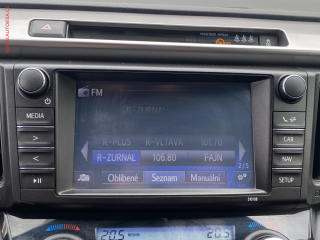 FM
R-ŽURNÁL
MEDIA
R-PLUS R-VLTAVA 101.70
R-ZURNAL 106.80 FAJN
2/5
Oblíbené Seznam Manuální
CAR
NAV
SETUP
20.5 20.5